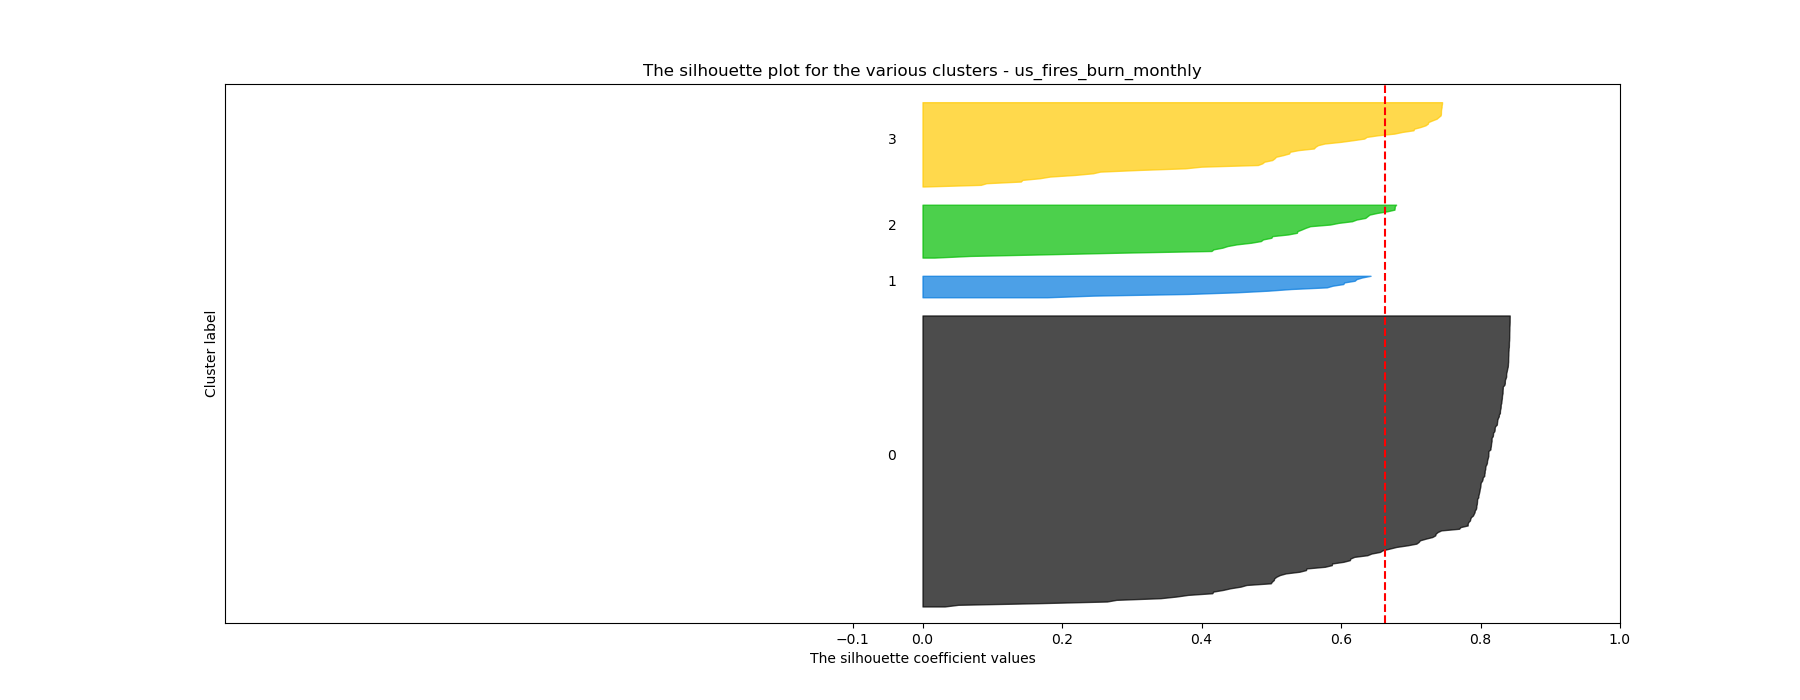 The silhouette plot for the various clusters - us_fires_burn_monthly
3
2
1
0
Cluster label
−0.1 0.0 0.2 0.4 0.6 0.8 1.0
The silhouette coefficient values